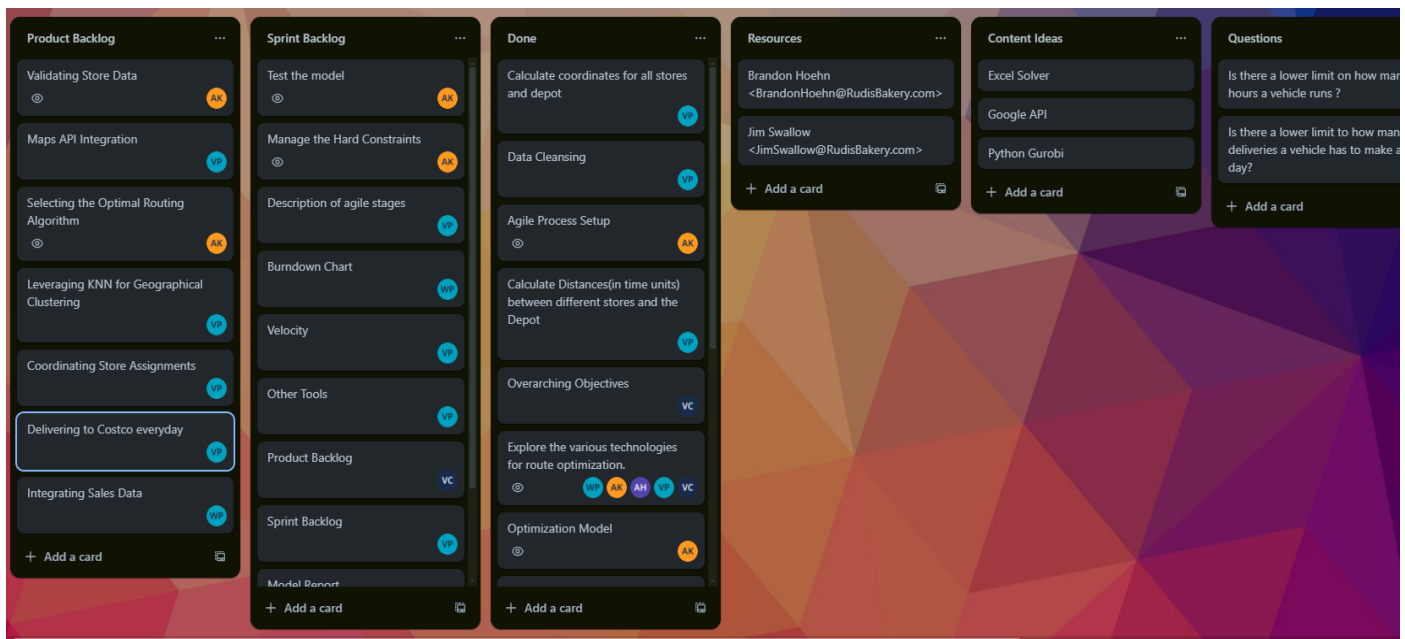 Product Backlog
Validating Store Data
AK
Maps API Integration
VP
Selecting the Optimal Routing
Algorithm
AK
Leveraging KNN for Geographical
Clustering
VP
Coordinating Store Assignments
VP
Delivering to Costco everyday
VP
Integrating Sales Data
WP
+ Add a card
Sprint Backlog
Test the model
AK
Manage the Hard Constraints
AK
Description of agile stages
VP
Burndown Chart
WP
Velocity
VP
Other Tools
VP
Product Backlog
VC
Sprint Backlog
VP
Model Report
+ Add a card
Done
Calculate coordinates for all stores
and depot
VP
Data Cleansing
VP
Agile Process Setup
AK
Calculate Distances(in time units)
between different stores and the
Depot
VP
Overarching Objectives
VC
Explore the various technologies
for route optimization.
WP AK AH VP VC
Optimization Model
AK
+ Add a card
Resources
Brandon Hoehn
<BrandonHoehn@RudisBakery.com>
Jim Swallow
<JimSwallow@RudisBakery.com>
+ Add a card
Content Ideas
Excel Solver
Google API
Python Gurobi
+ Add a card
Questions
Is there a lower limit on how
hours a vehicle runs ?
Is there a lower limit to how
deliveries a vehicle has to make
day?
+ Add a card